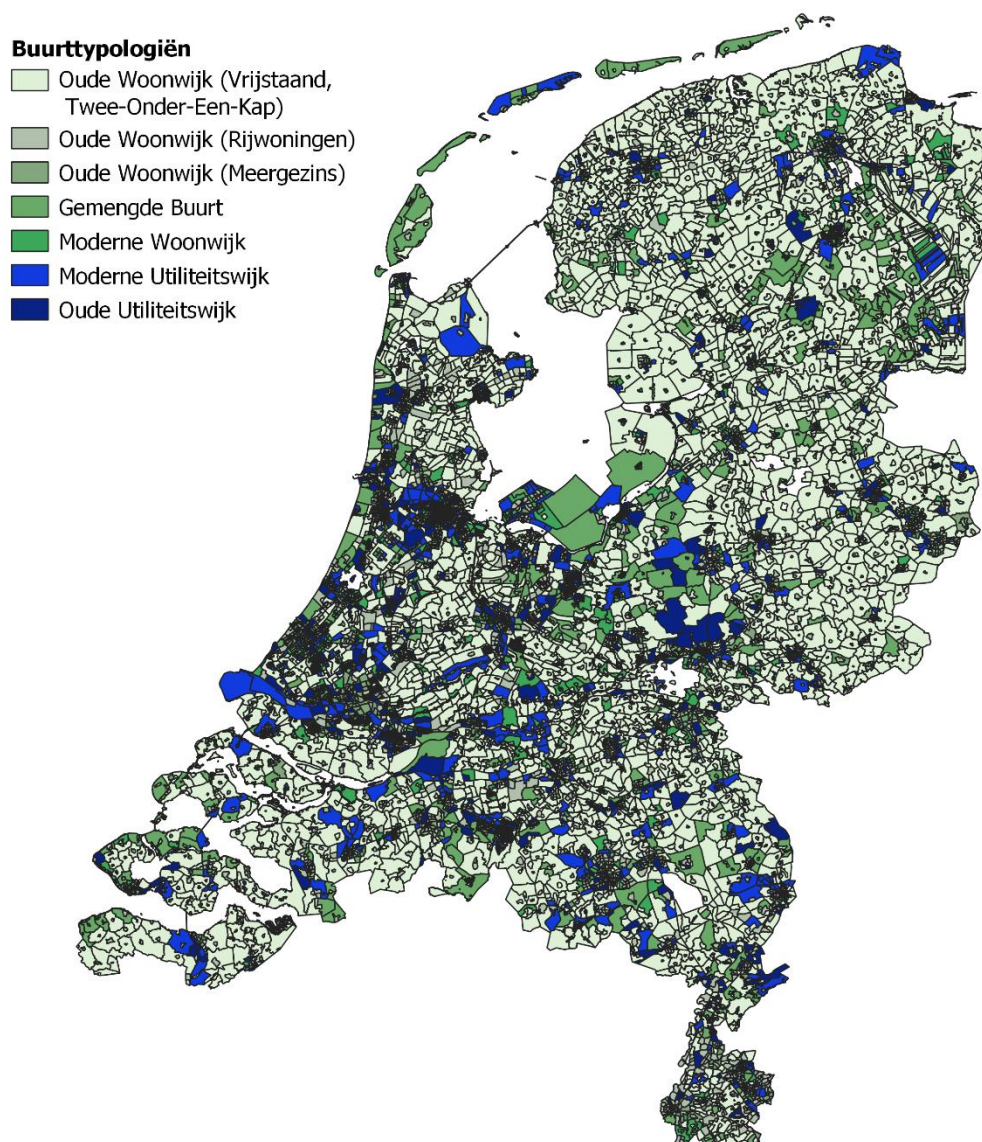 Buurttypologiën
Oude Woonwijk (Vrijstaand,
Twee-Onder-Een-Kap)
Oude Woonwijk (Rijwoningen)
Oude Woonwijk (Meergezins)
Gemengde Buurt
Moderne Woonwijk
Moderne Utiliteitswijk
Oude Utiliteitswijk